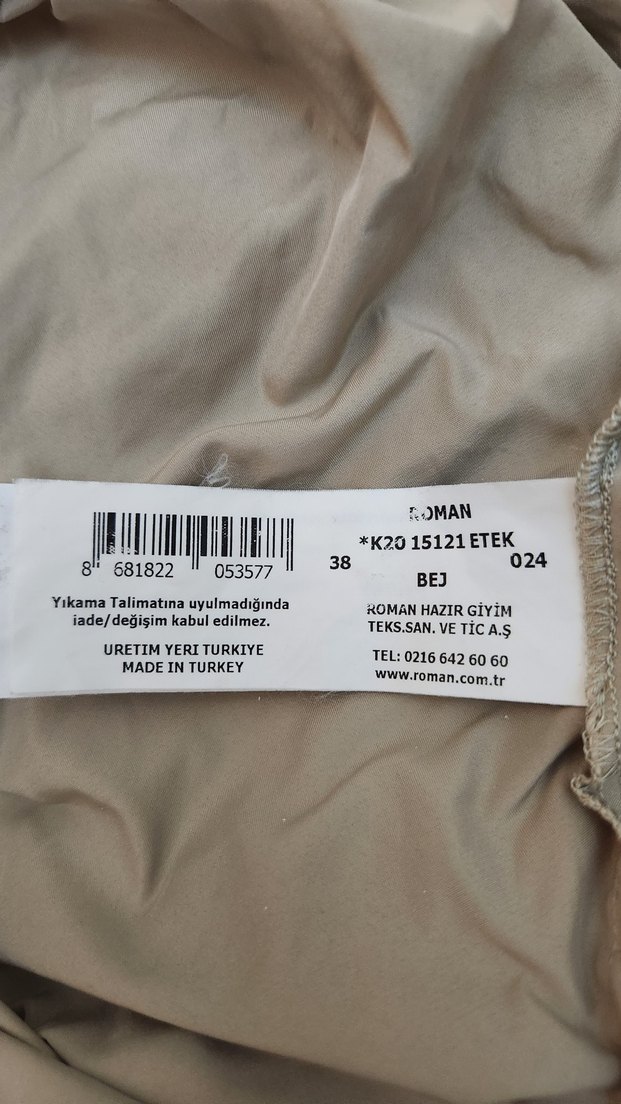 8 681822 053577
Yıkama Talimatına uyulmadığında
iade/değişim kabul edilmez.
URETIM YERI TURKIYE
MADE IN TURKEY
ROMAN
*K20 15121 ETEK
38 024
BEJ
ROMAN HAZIR GİYİM
TEKS.SAN. VE TİC A.Ş
TEL: 0216 642 60 60
www.roman.com.tr